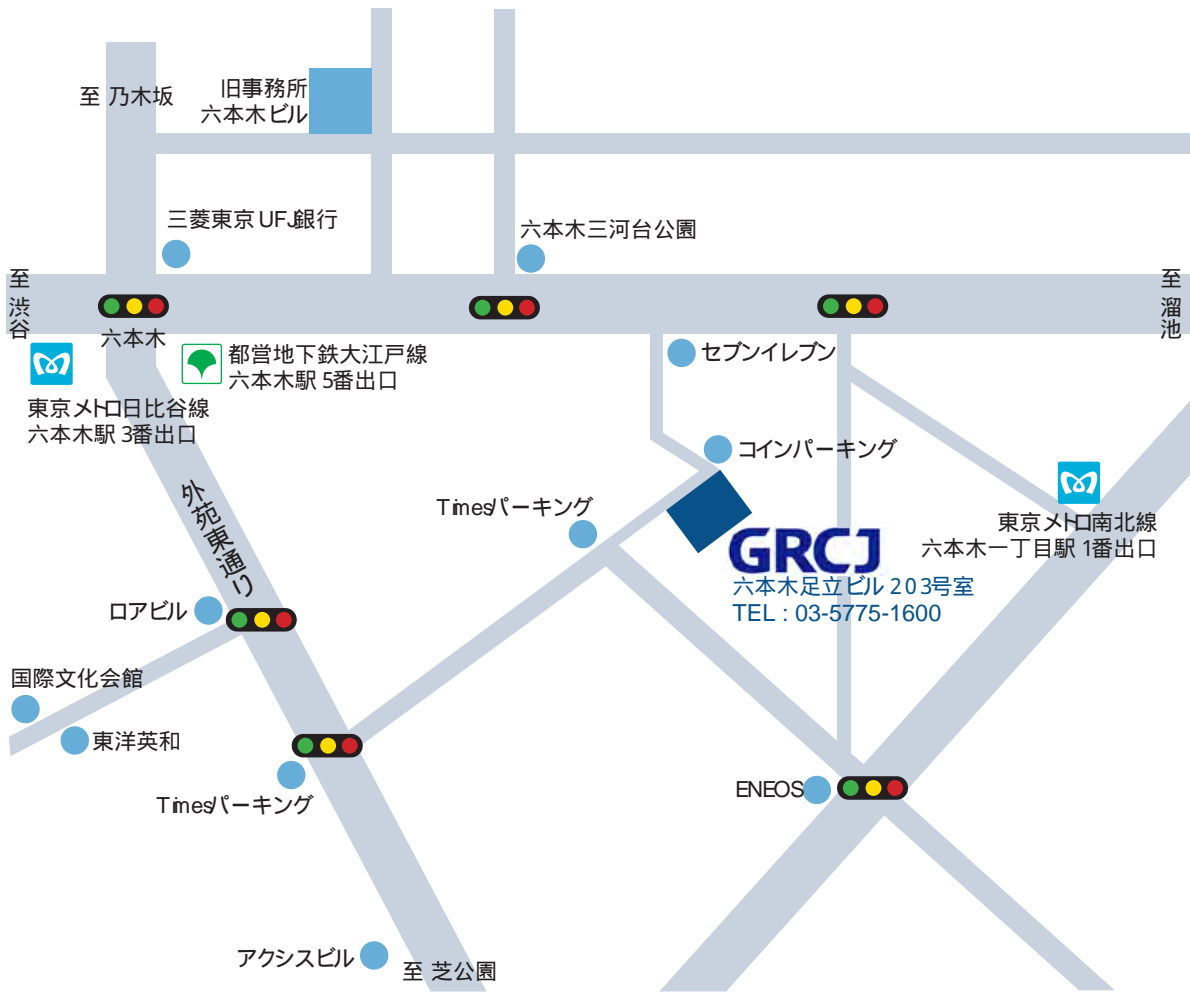 至 乃木坂
旧事務所
六本木ビル
三菱東京UFJ銀行
六本木三河台公園
至 渋谷
至 溜池
六本木
都営地下鉄大江戸線
六本木駅 5番出口
セブンイレブン
東京メトロ日比谷線
六本木駅 3番出口
コインパーキング
外苑東通り
Timesパーキング
東京メトロ南北線
六本木一丁目駅 1番出口
GRCJ
六本木足立ビル 203号室
TEL : 03-5775-1600
ロアビル
国際文化会館
東洋英和
Timesパーキング
ENEOS
アクシスビル
至 芝公園